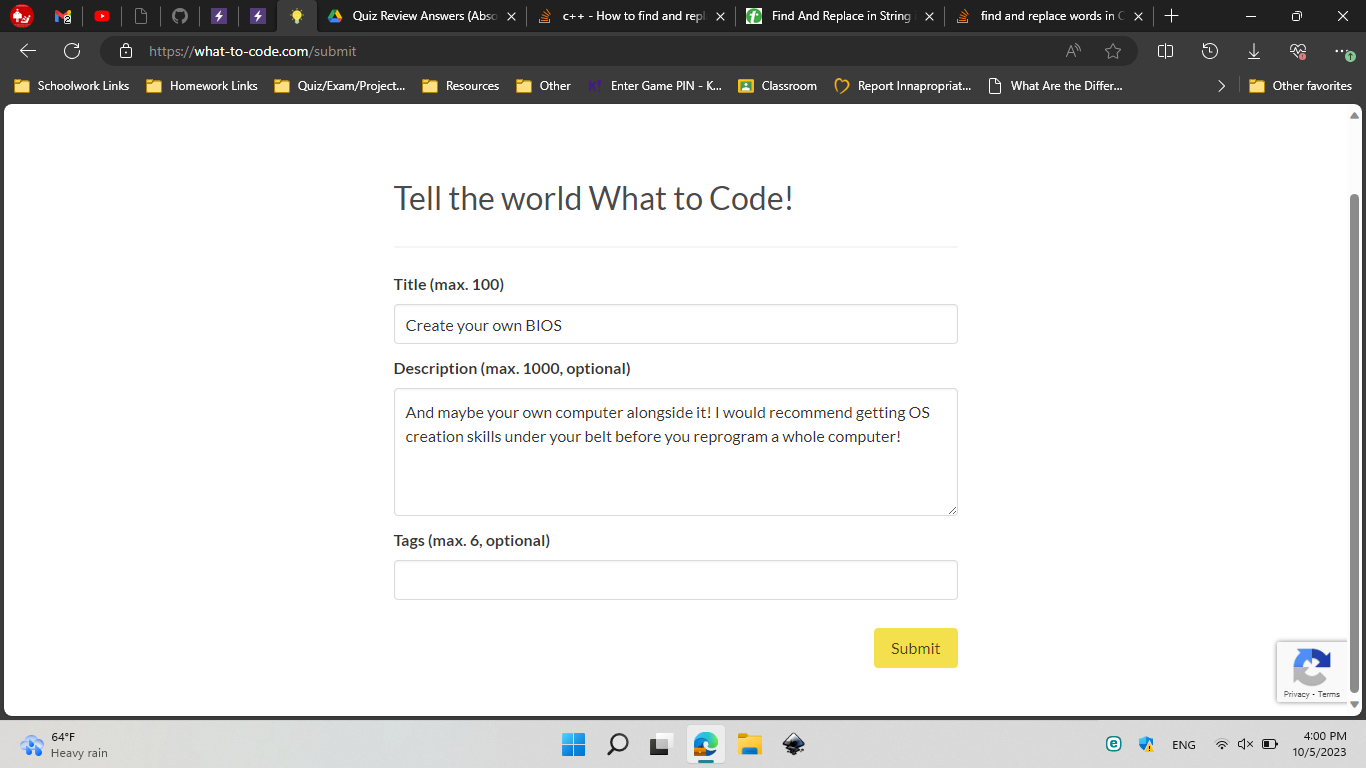 Quiz Review Answers (Abso
c++ - How to find and repl
Find And Replace in String
find and replace words in C
https://what-to-code.com/submit
Schoolwork Links
Homework Links
Quiz/Exam/Project...
Resources
Other
K!
Enter Game PIN - K...
Classroom
Report Innapropriat...
What Are the Differ...
Other favorites
Tell the world What to Code!
Title (max. 100)
Create your own BIOS
Description (max. 1000, optional)
And maybe your own computer alongside it! I would recommend getting OS
creation skills under your belt before you reprogram a whole computer!
Tags (max. 6, optional)
Submit
Privacy - Terms
64°F
Heavy rain
ENG
4:00 PM
10/5/2023